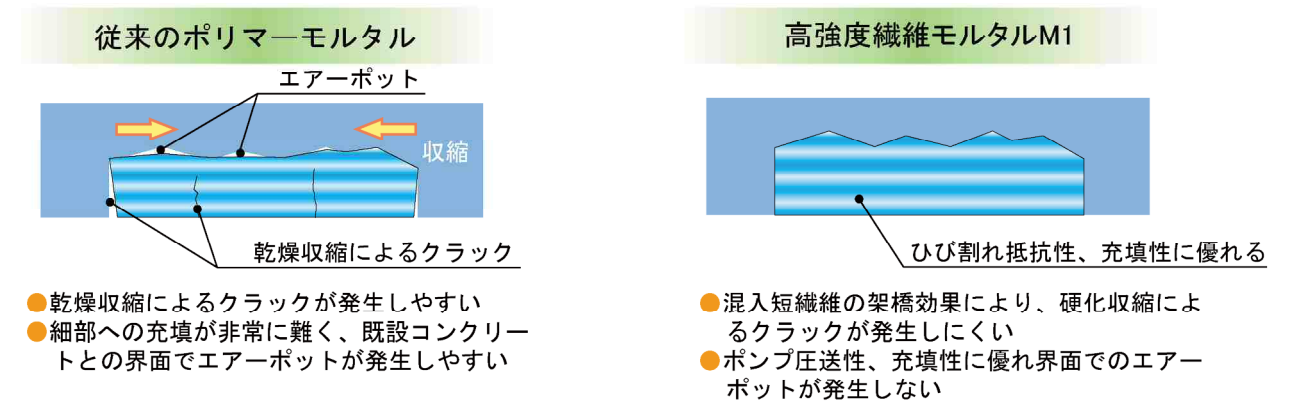 従来のポリマーモルタル
エアーポット
収縮
乾燥収縮によるクラック
●乾燥収縮によるクラックが発生しやすい
●細部への充填が非常に難く、既設コンクリー
トとの界面でエアーポットが発生しやすい
高強度繊維モルタルM1
ひび割れ抵抗性、充填性に優れる
●混入短繊維の架橋効果により、硬化収縮によ
るクラックが発生しにくい
●ポンプ圧送性、充填性に優れ界面でのエアー
ポットが発生しない